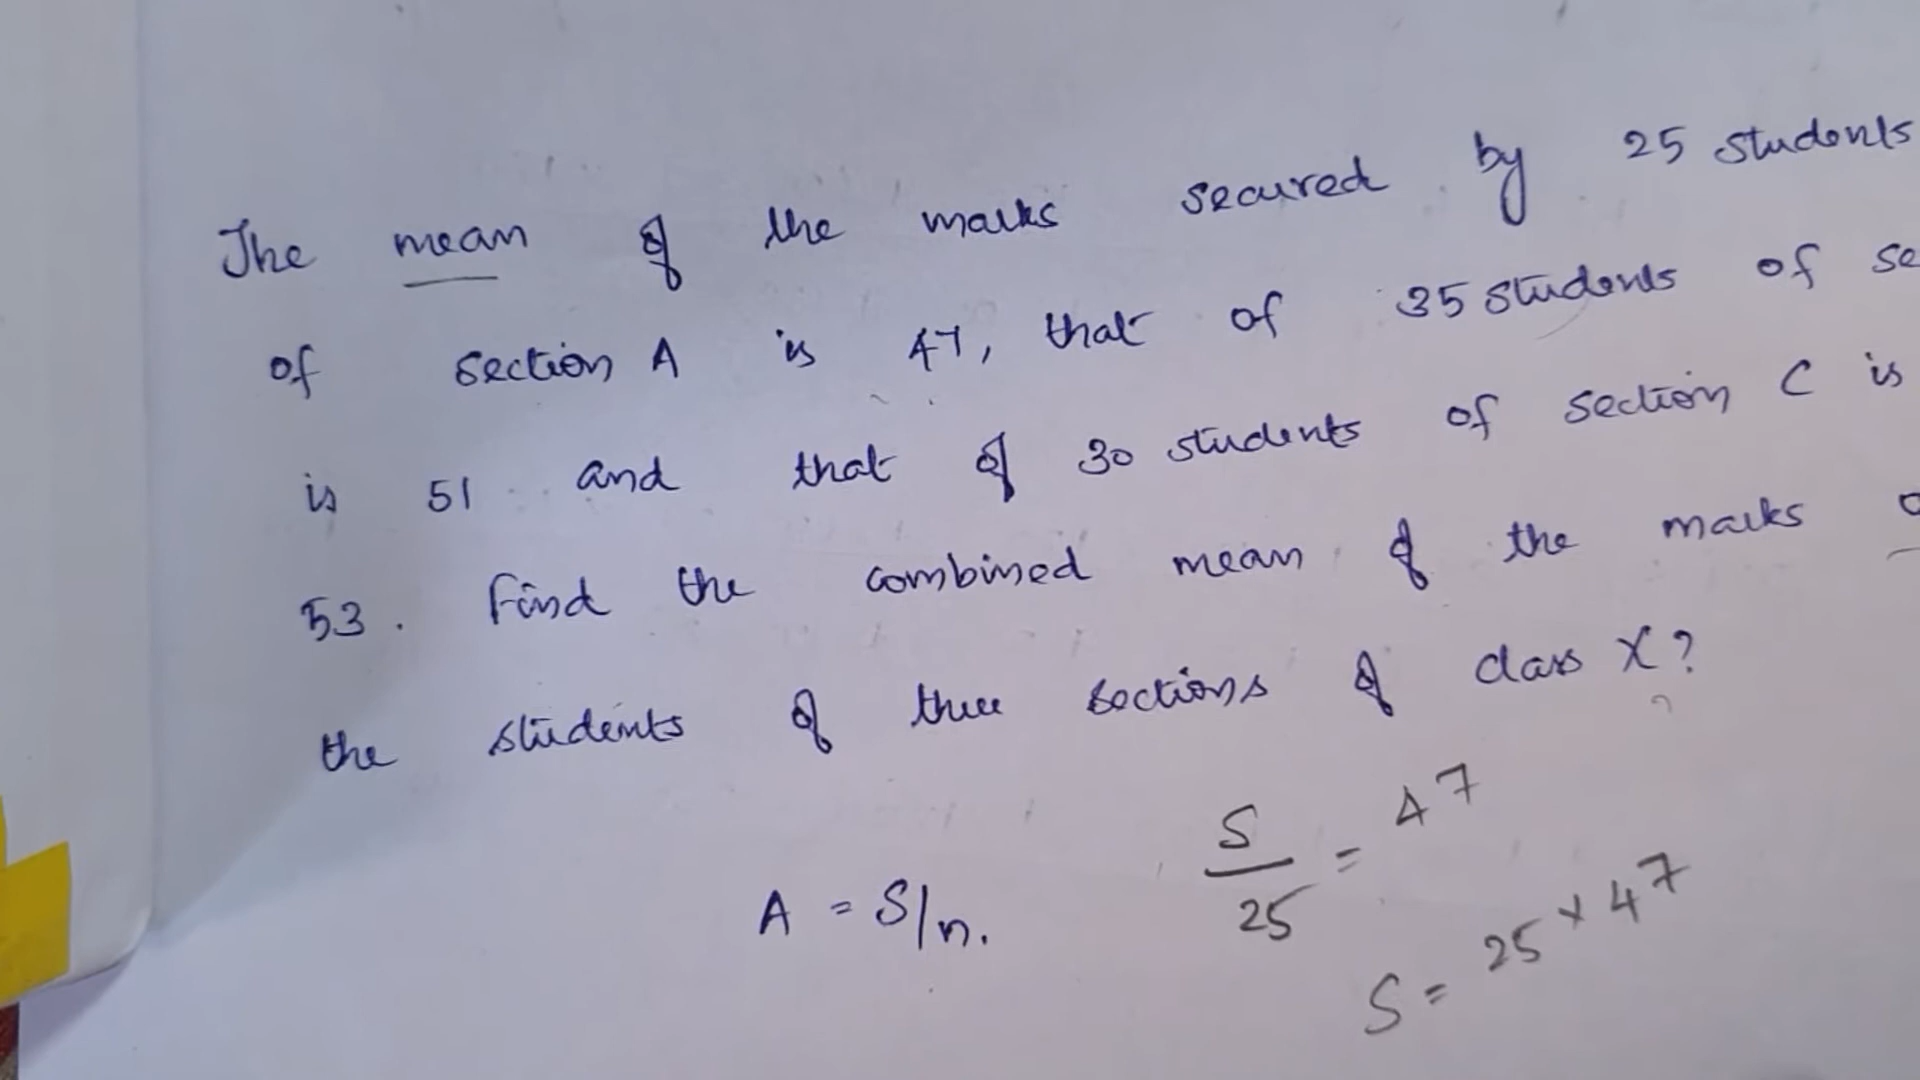 The mean of the marks secured by 25 students
of section A is 47, that of 35 students of se
is 51 and that of 30 students of section C is
53. Find the combined mean of the marks
the students of three sections of class X?
S/25 = 47
A = S/n.
S = 25 × 47